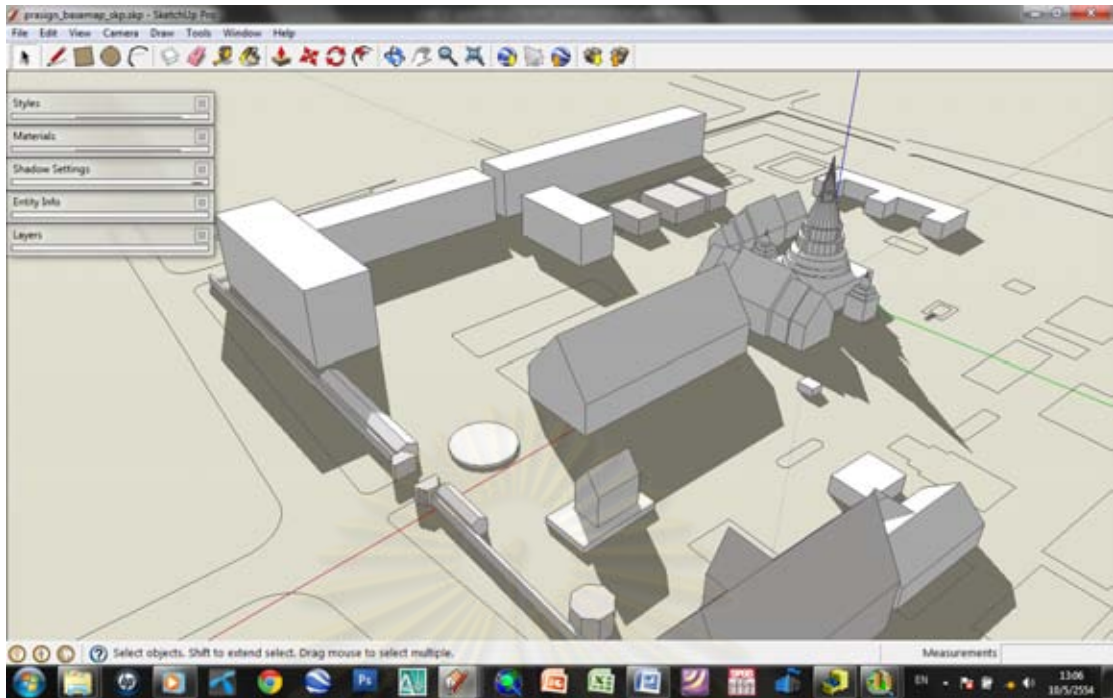 prasign_basemap_skp.skp - SketchUp Pro
File Edit View Camera Draw Tools Window Help
Styles
Materials
Shadow Settings
Entity Info
Layers
Select objects. Shift to extend select. Drag mouse to select multiple.
Measurements
Ps
EN
13:06
10/5/2554